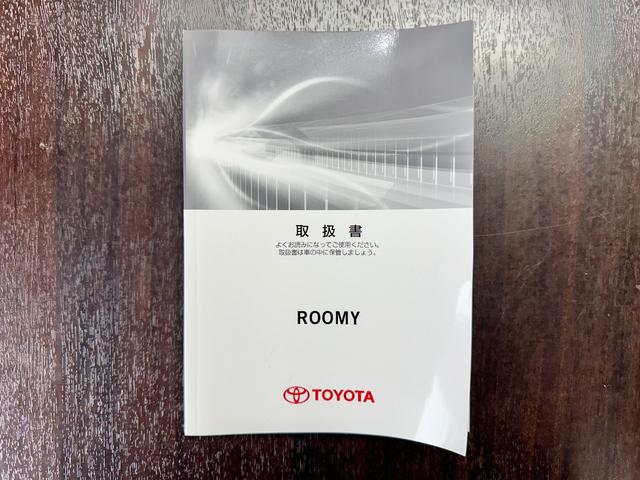 取扱書
よくお読みになってご使用ください。
取扱書は車の中に保管しましょう。
ROOMY
TOYOTA